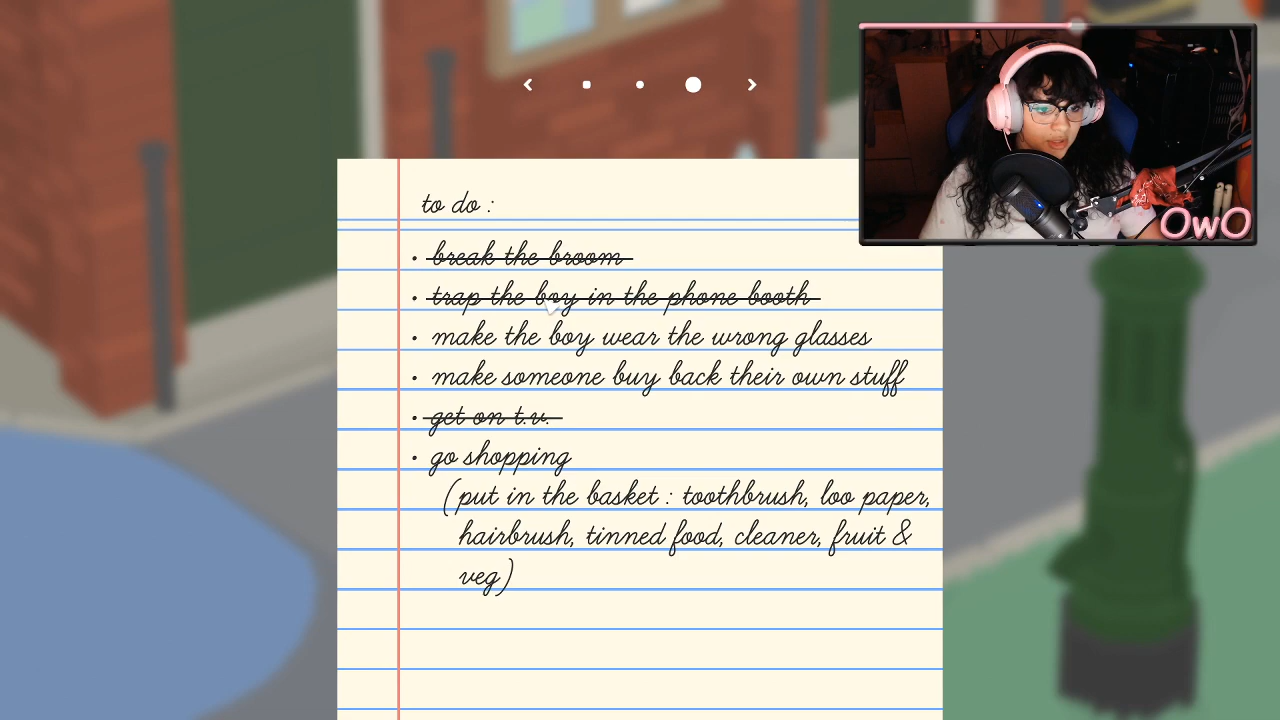 to do :
• break the broom
• trap the boy in the phone booth
• make the boy wear the wrong glasses
• make someone buy back their own stuff
• get on t.v.
• go shopping
(put in the basket : toothbrush, loo paper,
hairbrush, tinned food, cleaner, fruit &
veg)
OwO